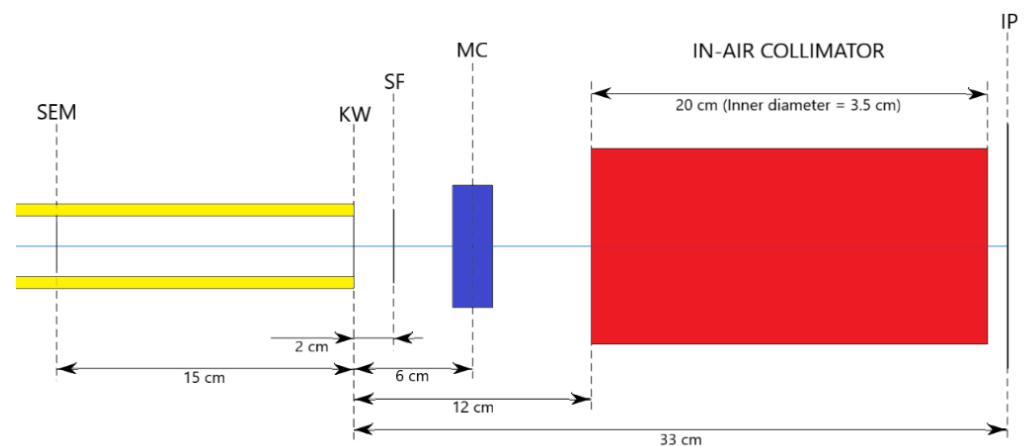 IP
MC
IN-AIR COLLIMATOR
SF
20 cm (Inner diameter = 3.5 cm)
SEM
KW
2 cm
15 cm
6 cm
12 cm
33 cm